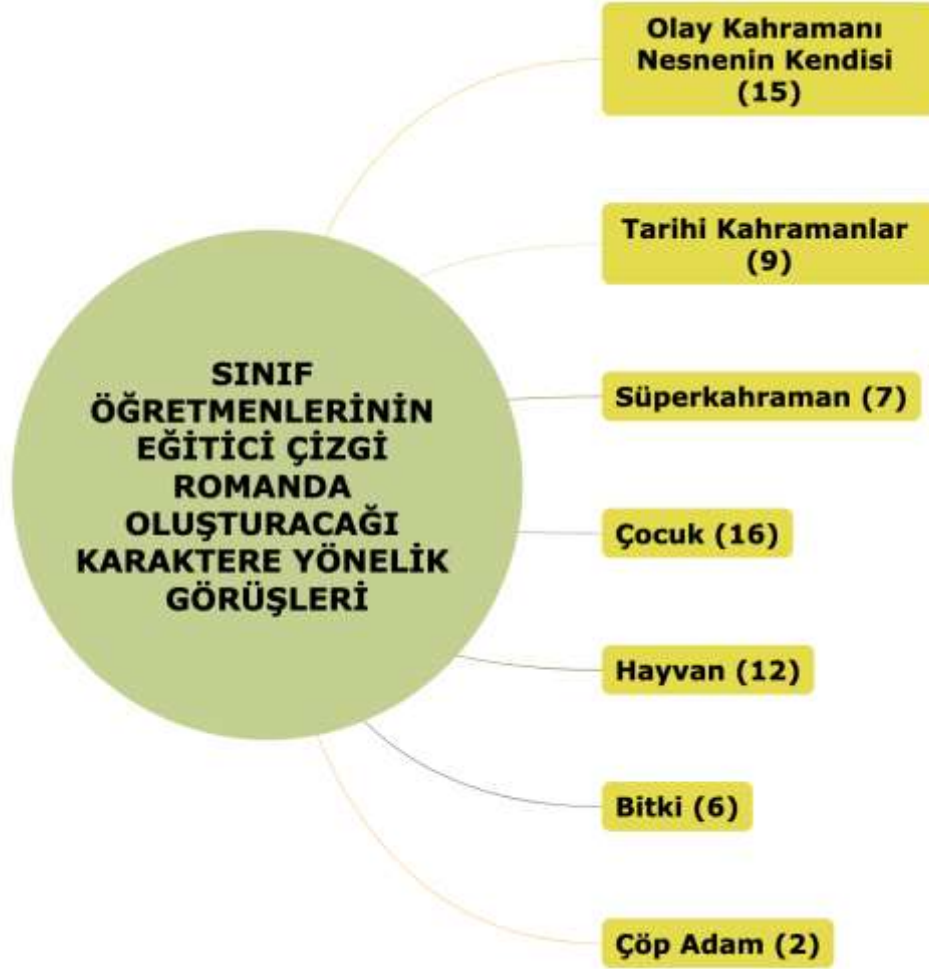 SINIF
ÖĞRETMENLERİNİN
EĞİTİCİ ÇİZGİ
ROMANDA
OLUŞTURACAĞI
KARAKTERE YÖNELİK
GÖRÜŞLERİ
Olay Kahramanı
Nesnenin Kendisi
(15)
Tarihi Kahramanlar
(9)
Süperkahraman (7)
Çocuk (16)
Hayvan (12)
Bitki (6)
Çöp Adam (2)